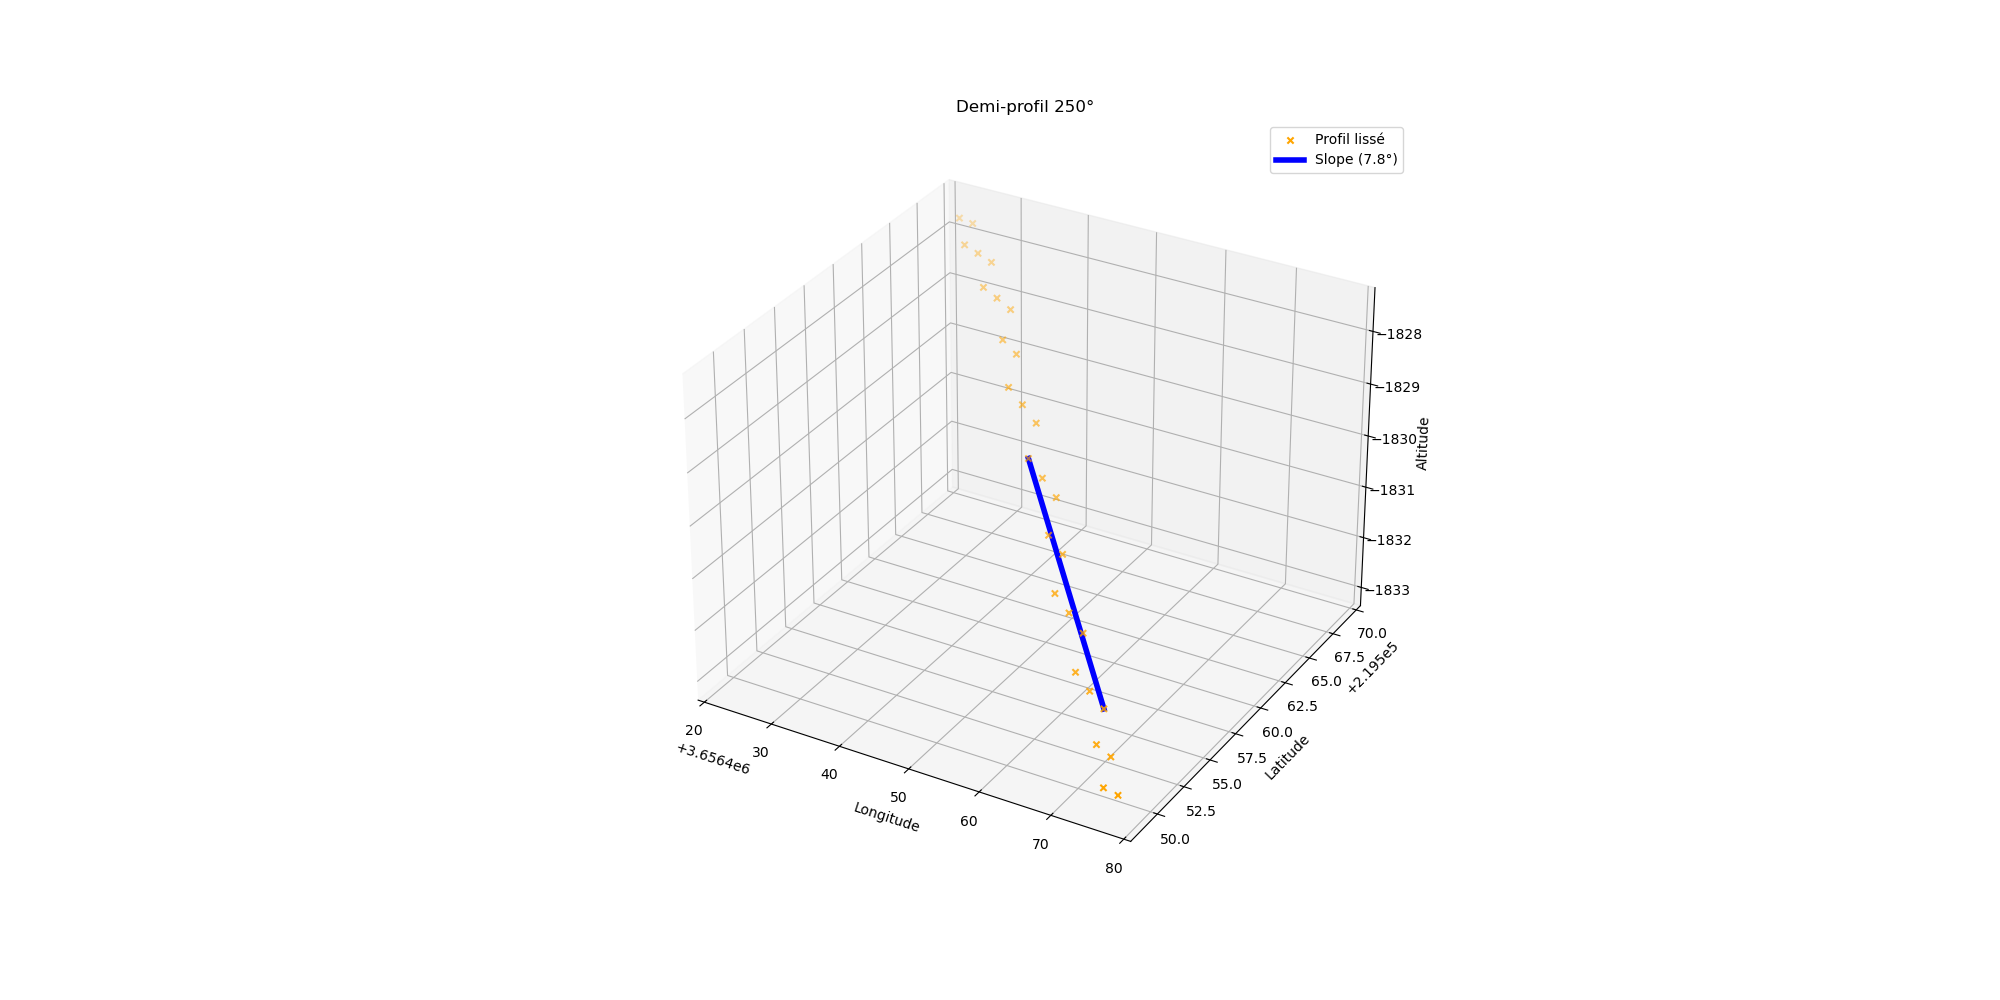 Demi-profil 250°
Profil lissé
Slope (7.8°)
−1828
−1829
−1830
−1831
−1832
−1833
Altitude
70.0
67.5
65.0
62.5
60.0
57.5
55.0
52.5
50.0
+2.195e5
Latitude
20
30
40
50
60
70
80
+3.6564e6
Longitude